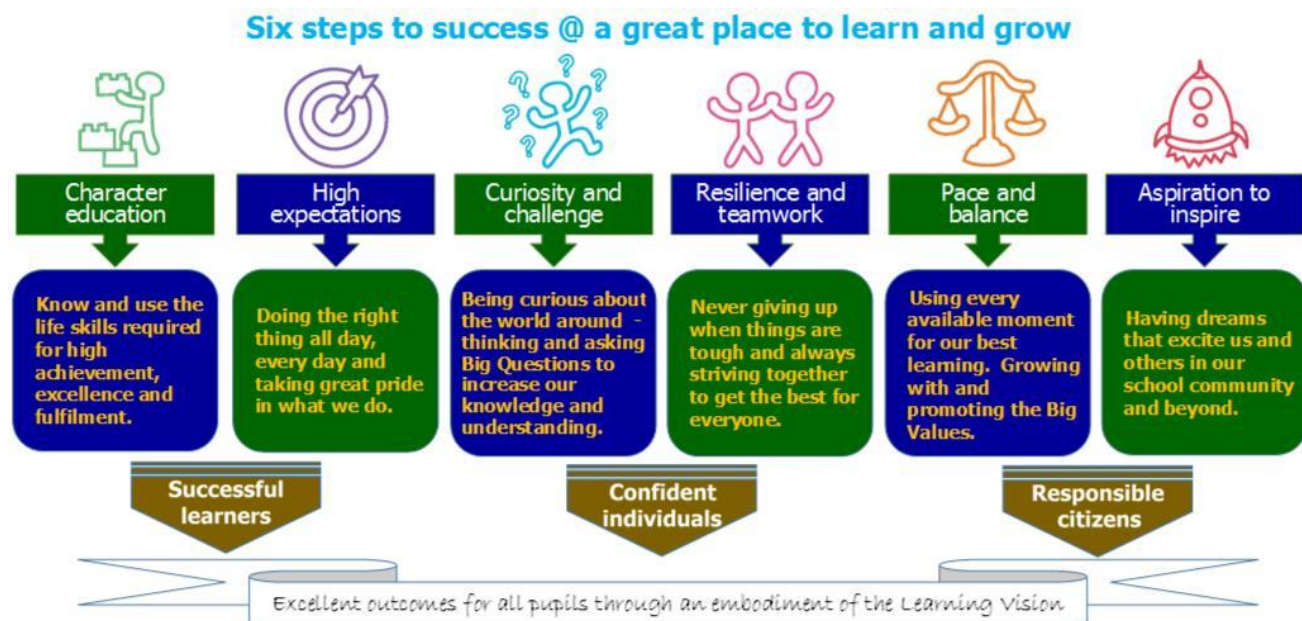 Six steps to success @ a great place to learn and grow
? ? ? ? ? ? ?
Character
education
High
expectations
Curiosity and
challenge
Resilience and
teamwork
Pace and
balance
Aspiration to
inspire
Know and use the
life skills required
for high
achievement,
excellence and
fulfilment.
Doing the right
thing all day,
every day and
taking great pride
in what we do.
Being curious about
the world around -
thinking and asking
Big Questions to
increase our
knowledge and
understanding.
Never giving up
when things are
tough and always
striving together
to get the best for
everyone.
Using every
available moment
for our best
learning. Growing
with and
promoting the Big
Values.
Having dreams
that excite us and
others in our
school community
and beyond.
Successful
learners
Confident
individuals
Responsible
citizens
Excellent outcomes for all pupils through an embodiment of the Learning Vision